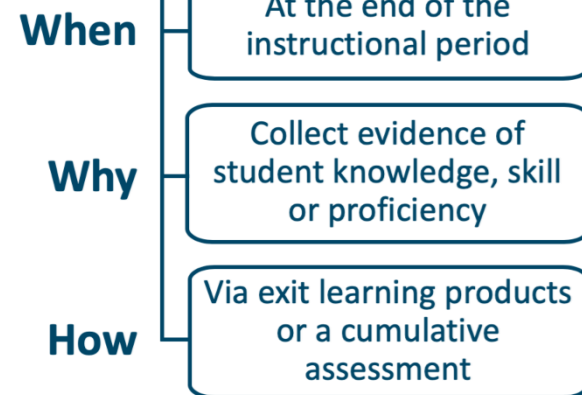 When
At the end of the
instructional period
Why
Collect evidence of
student knowledge, skill
or proficiency
How
Via exit learning products
or a cumulative
assessment